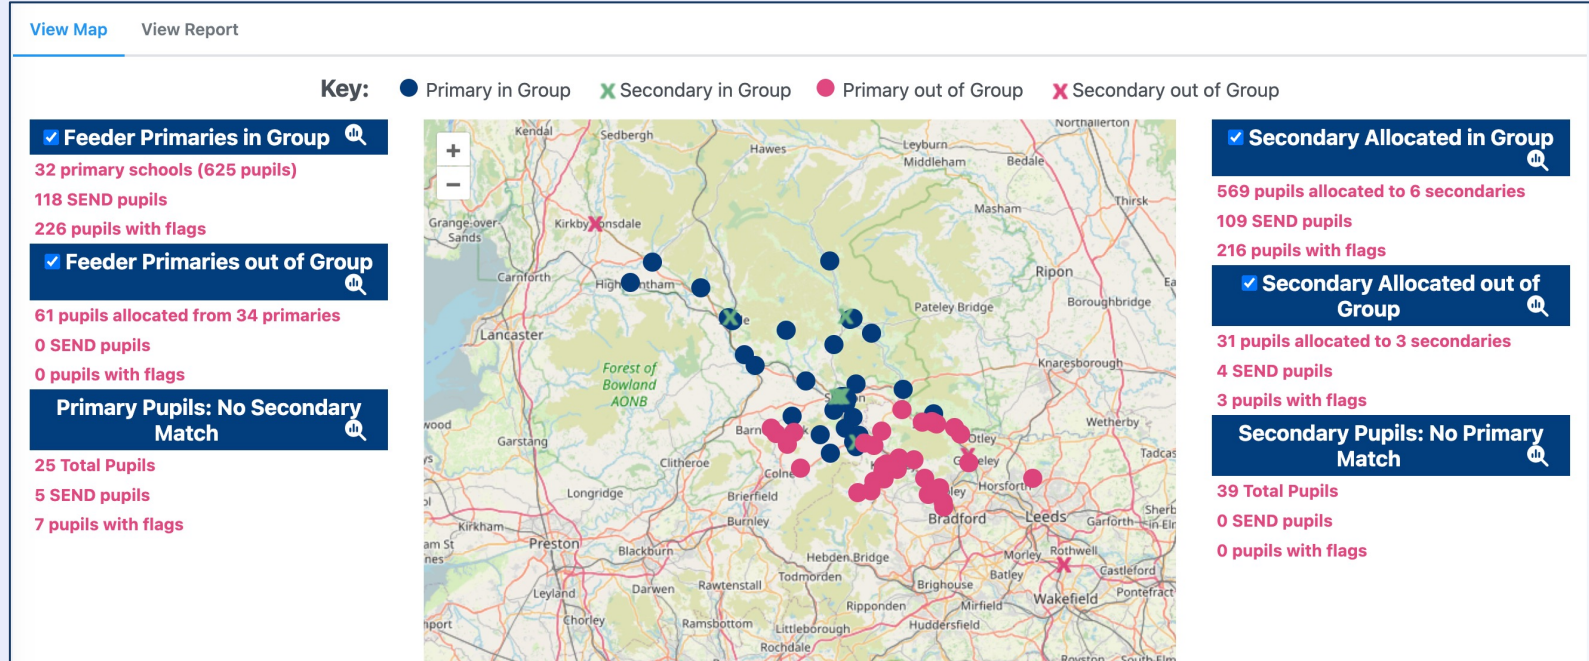 View Map View Report
Key: Primary in Group X Secondary in Group Primary out of Group X Secondary out of Group
Feeder Primaries in Group
32 primary schools (625 pupils)
118 SEND pupils
226 pupils with flags
Feeder Primaries out of Group
61 pupils allocated from 34 primaries
0 SEND pupils
0 pupils with flags
Primary Pupils: No Secondary
Match
25 Total Pupils
5 SEND pupils
7 pupils with flags
+
−
Kendal
Sedbergh
Hawes
Leyburn
Middleham
Northallerton
Bedale
Thirsk
Masham
Grange-over-
Sands
Kirkby Lonsdale
Carnforth
Ripon
Pateley Bridge
Boroughbridge
Lancaster
Forest of
Bowland
AONB
Knaresborough
Wetherby
Otley
Garstang
Clitheroe
Colne
Horsforth
Longridge
Brierfield
Burnley
Bradford
Leeds
Garforth
Kirkham
Preston
Blackburn
Hebden Bridge
Morley
Rothwell
Castleford
Todmorden
Batley
Leyland
Darwen
Rawtenstall
Brighouse
Wakefield
Pontefract
Ripponden
Mirfield
Chorley
Ramsbottom
Littleborough
Huddersfield
Rochdale
Secondary Allocated in Group
569 pupils allocated to 6 secondaries
109 SEND pupils
216 pupils with flags
Secondary Allocated out of
Group
31 pupils allocated to 3 secondaries
4 SEND pupils
3 pupils with flags
Secondary Pupils: No Primary
Match
39 Total Pupils
0 SEND pupils
0 pupils with flags